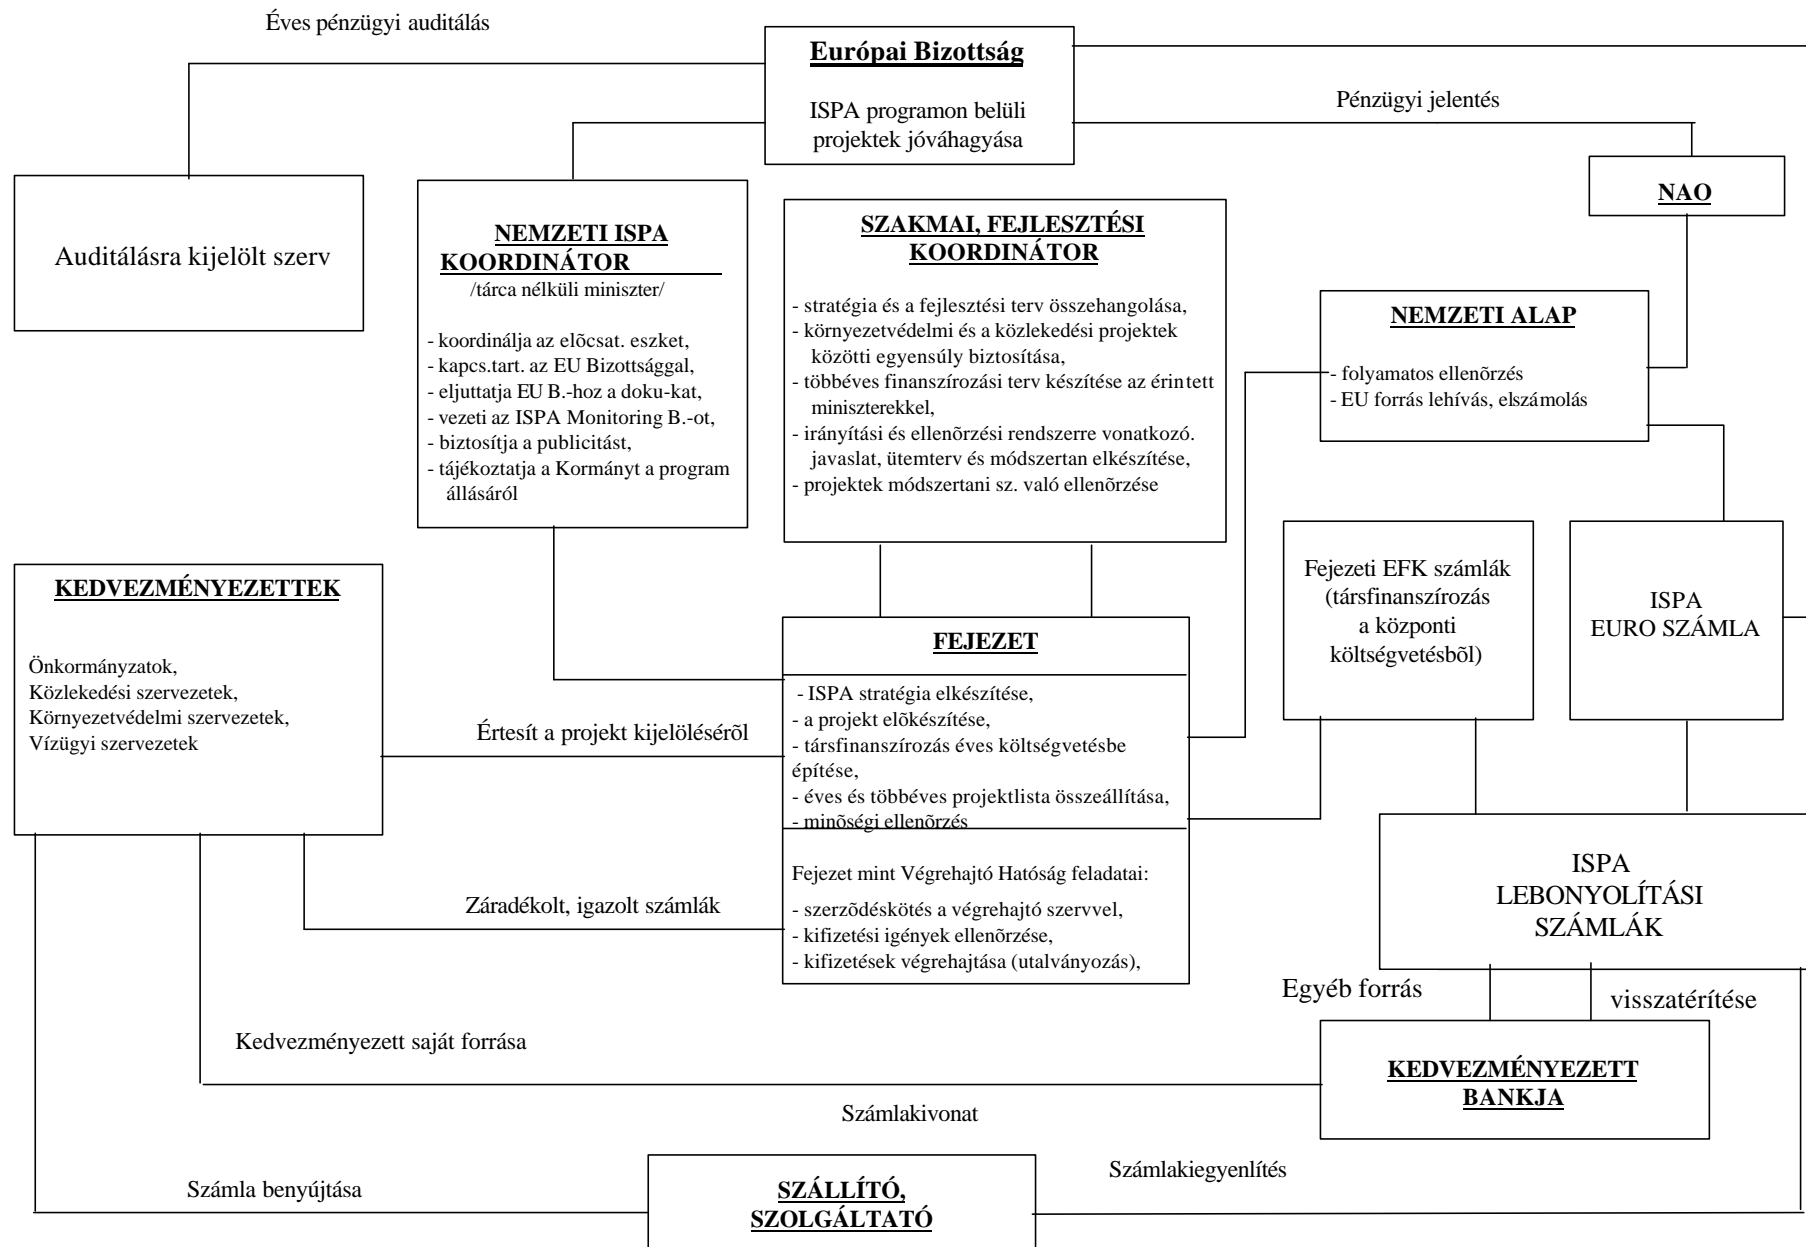 Éves pénzügyi auditálás
Európai Bizottság
ISPA programon belüli
projektek jóváhagyása
Pénzügyi jelentés
Auditálásra kijelölt szerv
NEMZETI ISPA
KOORDINÁTOR
/tárca nélküli miniszter/
- koordinálja az elõcsat. eszket,
- kapcs.tart. az EU Bizottsággal,
- eljuttatja EU B.-hoz a doku-kat,
- vezeti az ISPA Monitoring B.-ot,
- biztosítja a publicitást,
- tájékoztatja a Kormányt a program
állásáról
SZAKMAI, FEJLESZTÉSI
KOORDINÁTOR
- stratégia és a fejlesztési terv összehangolása,
- környezetvédelmi és a közlekedési projektek
közötti egyensúly biztosítása,
- többéves finanszírozási terv készítése az érintett
miniszterekkel,
- irányítási és ellenõrzési rendszerre vonatkozó.
javaslat, ütemterv és módszertan elkészítése,
- projektek módszertani sz. való ellenõrzése
NAO
NEMZETI ALAP
- folyamatos ellenõrzés
- EU forrás lehívás, elszámolás
KEDVEZMÉNYEZETTEK
Önkormányzatok,
Közlekedési szervezetek,
Környezetvédelmi szervezetek,
Vízügyi szervezetek
Értesít a projekt kijelölésérõl
Záradékolt, igazolt számlák
FEJEZET
- ISPA stratégia elkészítése,
- a projekt elõkészítése,
- társfinanszírozás éves költségvetésbe
építése,
- éves és többéves projektlista összeállítása,
- minõségi ellenõrzés
Fejezet mint Végrehajtó Hatóság feladatai:
- szerzõdéskötés a végrehajtó szervvel,
- kifizetési igények ellenõrzése,
- kifizetések végrehajtása (utalványozás),
Fejezeti EFK számlák
(társfinanszírozás
a központi
költségvetésbõl)
ISPA
EURO SZÁMLA
ISPA
LEBONYOLÍTÁSI
SZÁMLÁK
Egyéb forrás
visszatérítése
Kedvezményezett saját forrása
KEDVEZMÉNYEZETT
BANKJA
Számlakivonat
Számla benyújtása
SZÁLLÍTÓ,
SZOLGÁLTATÓ
Számlakiegyenlítés